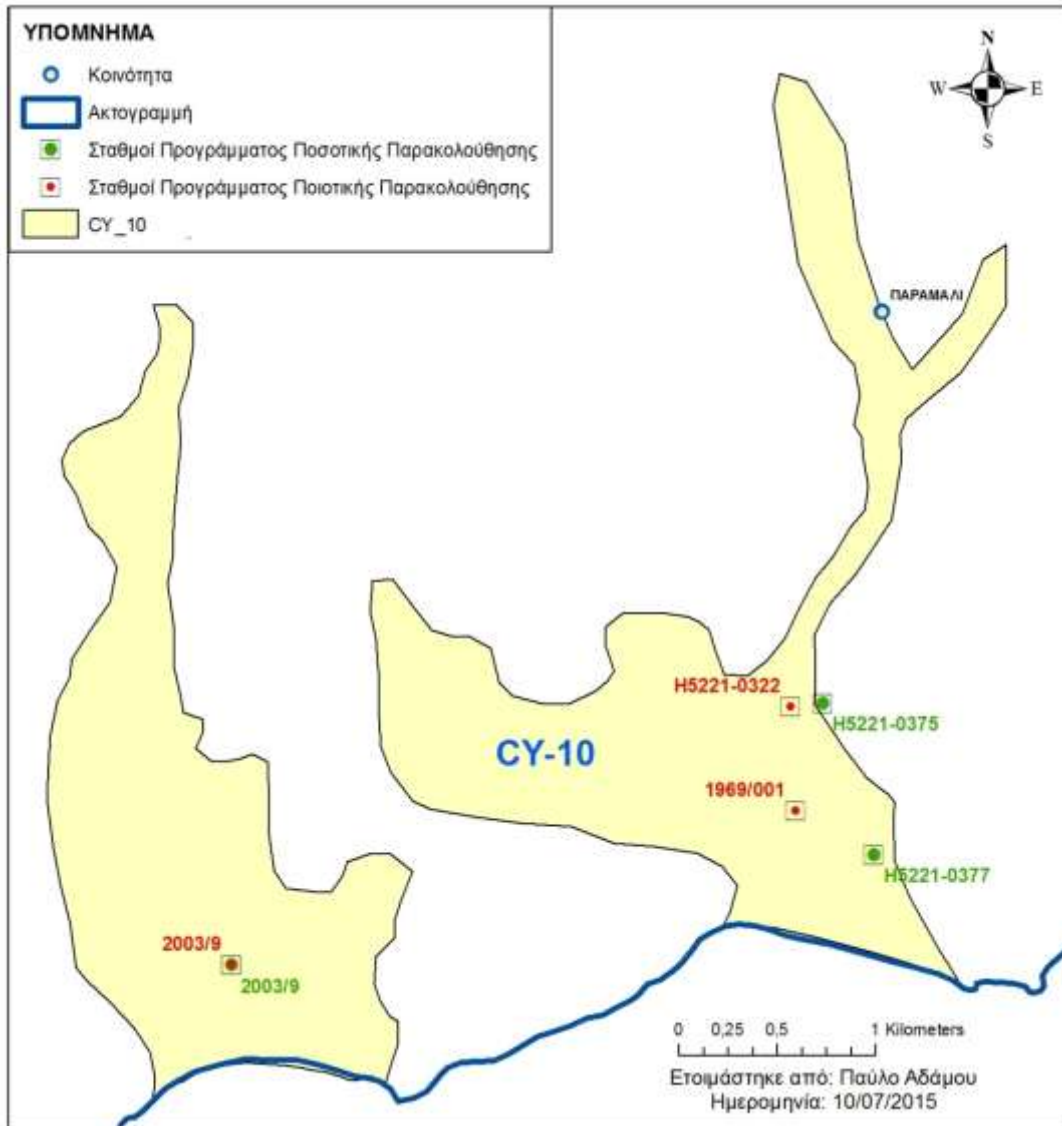 ΥΠΟΜΝΗΜΑ
Κοινότητα
Ακτογραμμή
Σταθμοί Προγράμματος Ποσοτικής Παρακολούθησης
Σταθμοί Προγράμματος Ποιοτικής Παρακολούθησης
CY_10
N
W E
S
ΠΑΡΑΜΑΛΙ
H5221-0322
H5221-0375
CY-10
1969/001
H5221-0377
2003/9
2003/9
0 0,25 0,5 1 Kilometers
Ετοιμάστηκε από: Παύλο Αδάμου
Ημερομηνία: 10/07/2015